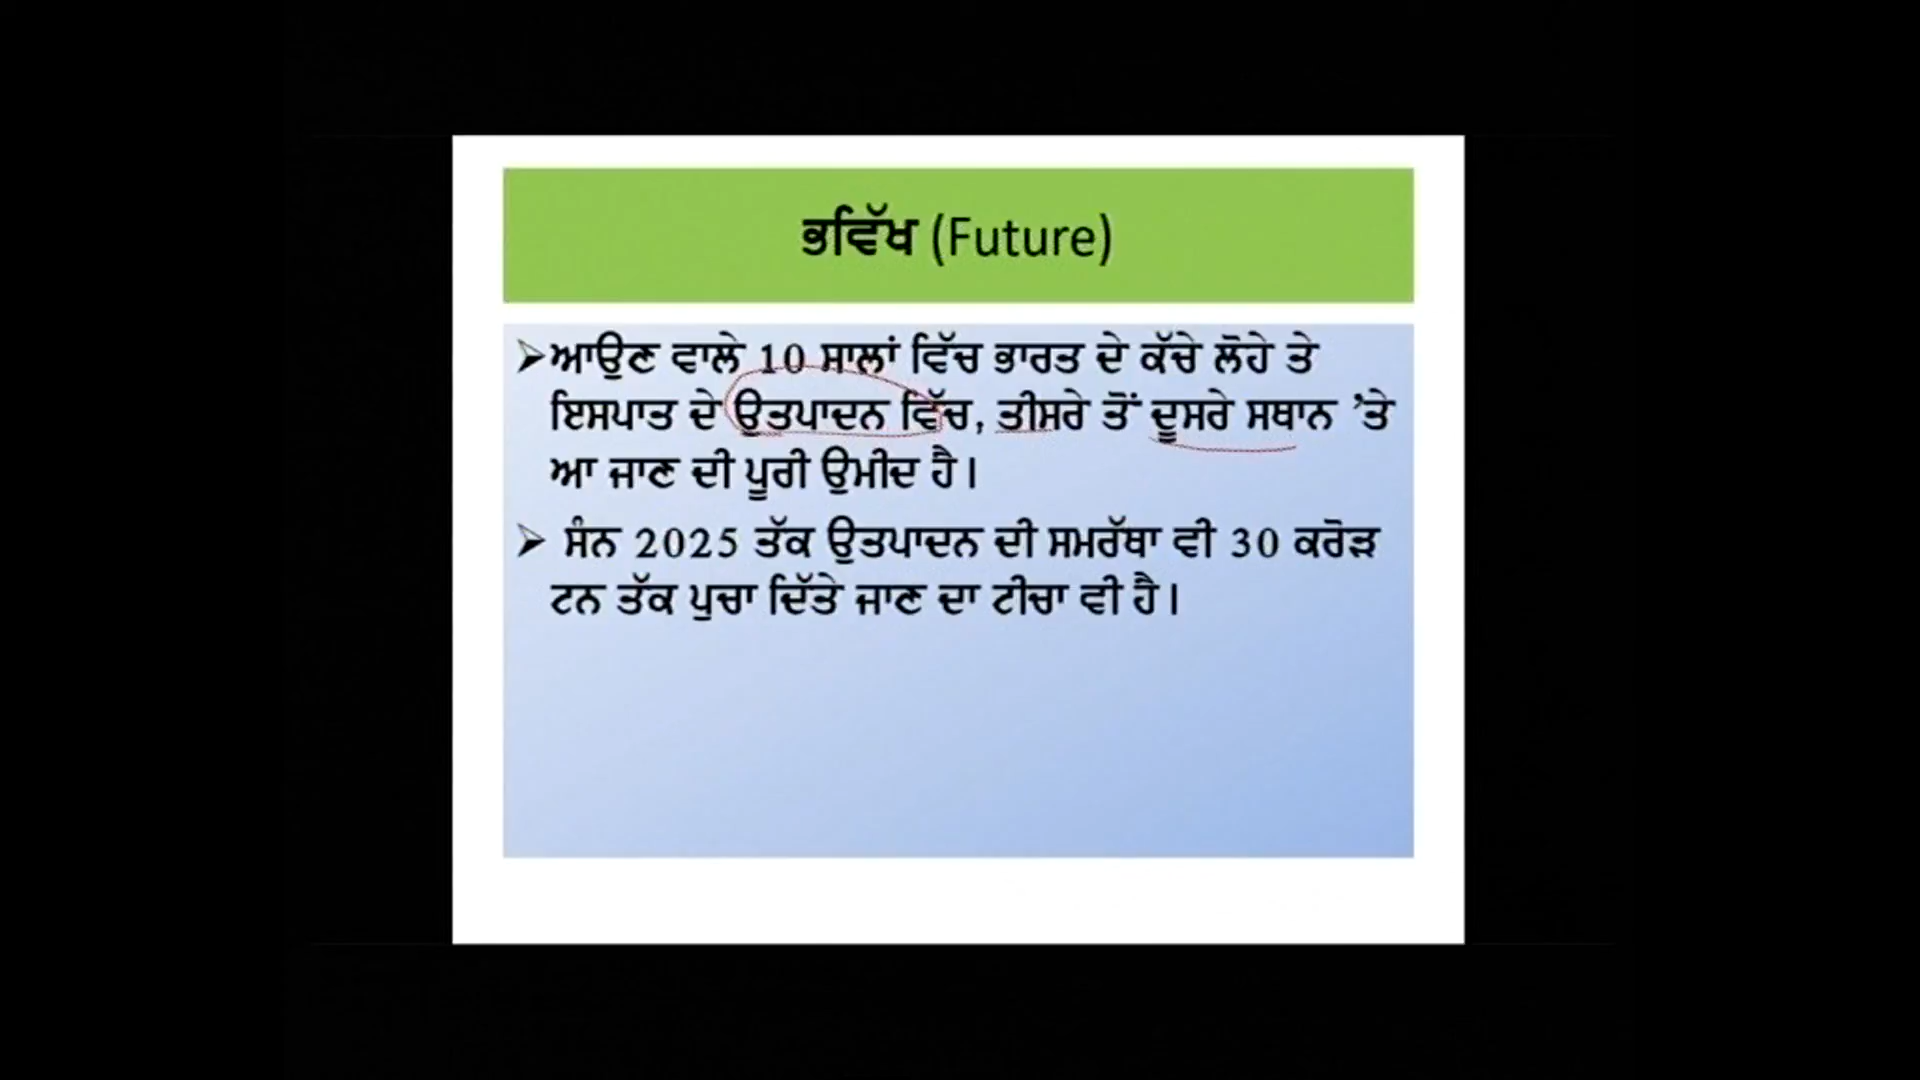 ਭਵਿੱਖ (Future)
➢ਆਉਣ ਵਾਲੇ 10 ਸਾਲਾਂ ਵਿੱਚ ਭਾਰਤ ਦੇ ਕੱਚੇ ਲੋਹੇ ਤੇ
ਇਸਪਾਤ ਦੇ ਉਤਪਾਦਨ ਵਿੱਚ, ਤੀਸਰੇ ਤੋਂ ਦੂਸਰੇ ਸਥਾਨ ’ਤੇ
ਆ ਜਾਣ ਦੀ ਪੂਰੀ ਉਮੀਦ ਹੈ।
➢ ਸੰਨ 2025 ਤੱਕ ਉਤਪਾਦਨ ਦੀ ਸਮਰੱਥਾ ਵੀ 30 ਕਰੋੜ
ਟਨ ਤੱਕ ਪੁਚਾ ਦਿੱਤੇ ਜਾਣ ਦਾ ਟੀਚਾ ਵੀ ਹੈ।